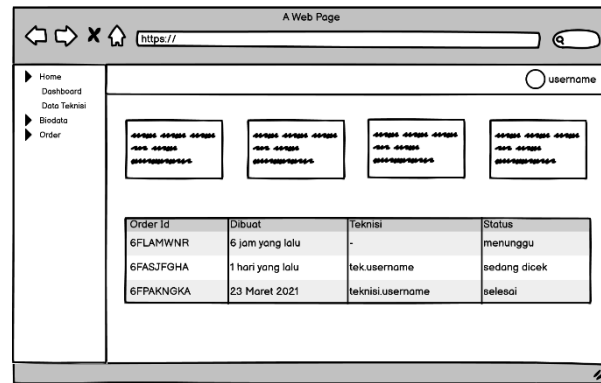 A Web Page
https://
Home
Dashboard
Data Teknisi
Biodata
Order
username
Order Id Dibuat Teknisi Status
6FLAMWNR 6 jam yang lalu - menunggu
6FASJFGHA 1 hari yang lalu tek.username sedang dicek
6FPAKNGKA 23 Maret 2021 teknisi.username selesai